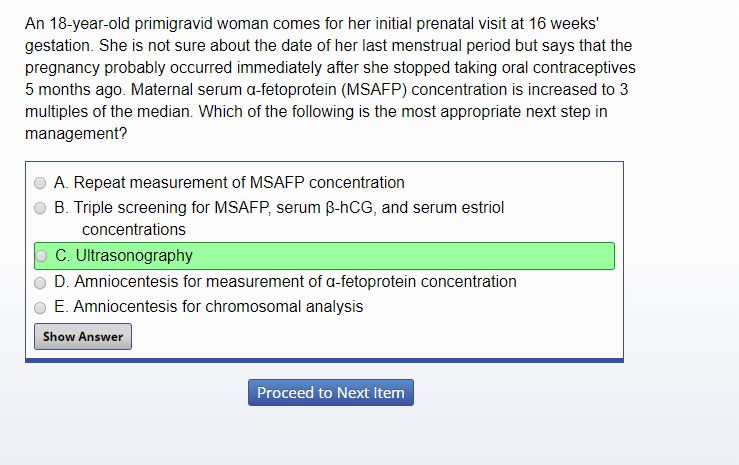 An 18-year-old primigravid woman comes for her initial prenatal visit at 16 weeks'
gestation. She is not sure about the date of her last menstrual period but says that the
pregnancy probably occurred immediately after she stopped taking oral contraceptives
5 months ago. Maternal serum α-fetoprotein (MSAFP) concentration is increased to 3
multiples of the median. Which of the following is the most appropriate next step in
management?
A. Repeat measurement of MSAFP concentration
B. Triple screening for MSAFP, serum β-hCG, and serum estriol
concentrations
C. Ultrasonography
D. Amniocentesis for measurement of α-fetoprotein concentration
E. Amniocentesis for chromosomal analysis
Show Answer
Proceed to Next Item